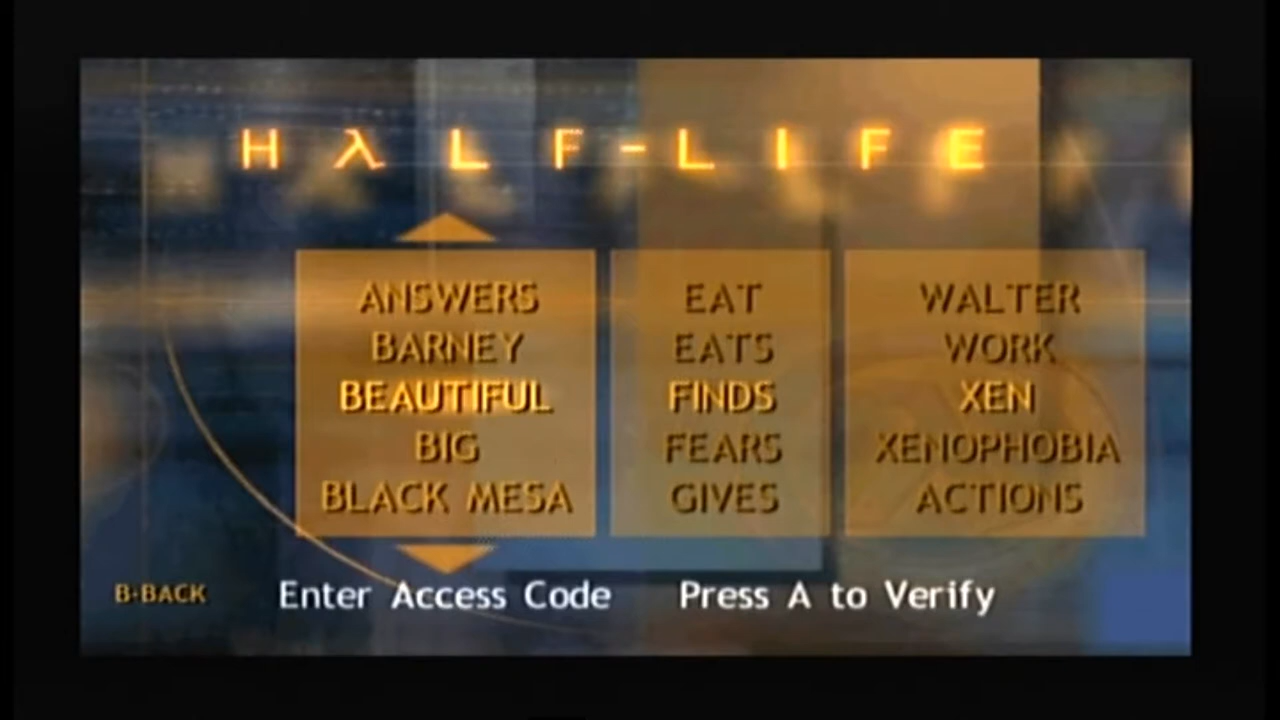 HλLF-LIFE
ANSWERS EAT WALTER
BARNEY EATS WORK
BEAUTIFUL FINDS XEN
BIG FEARS XENOPHOBIA
BLACK MESA GIVES ACTIONS
B-BACK Enter Access Code Press A to Verify